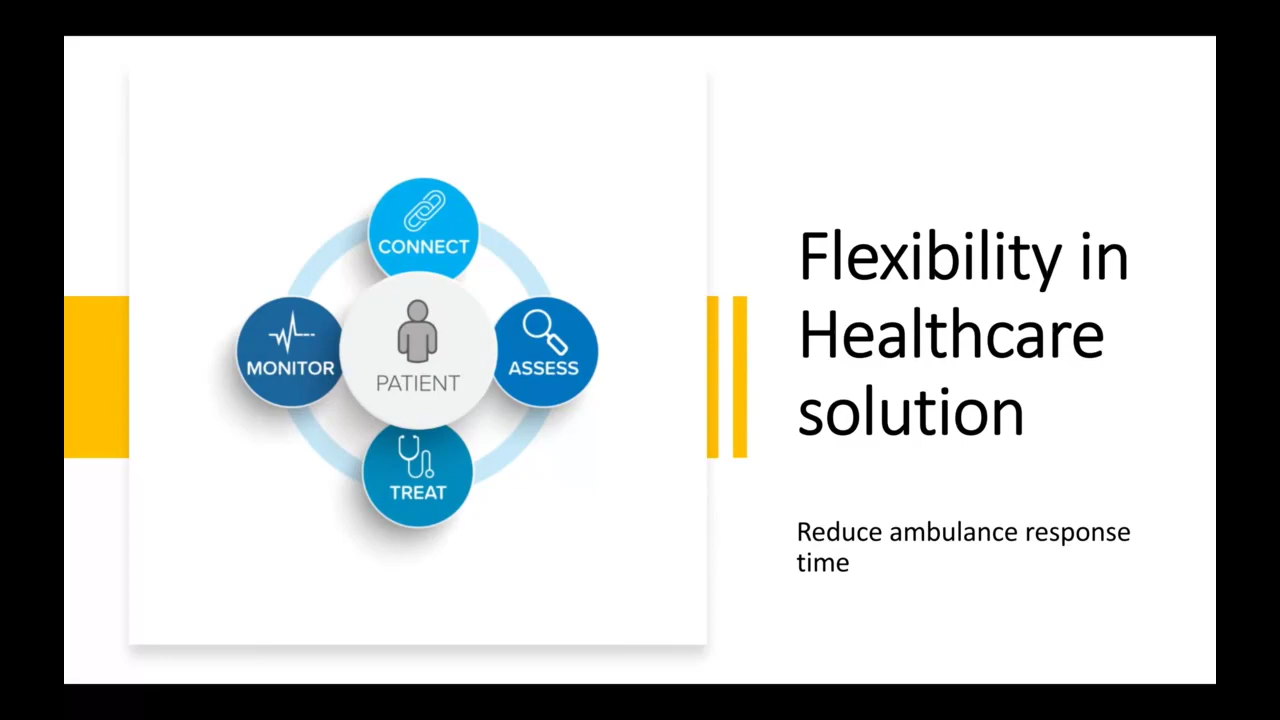 CONNECT
MONITOR
PATIENT
ASSESS
TREAT
Flexibility in
Healthcare
solution
Reduce ambulance response
time